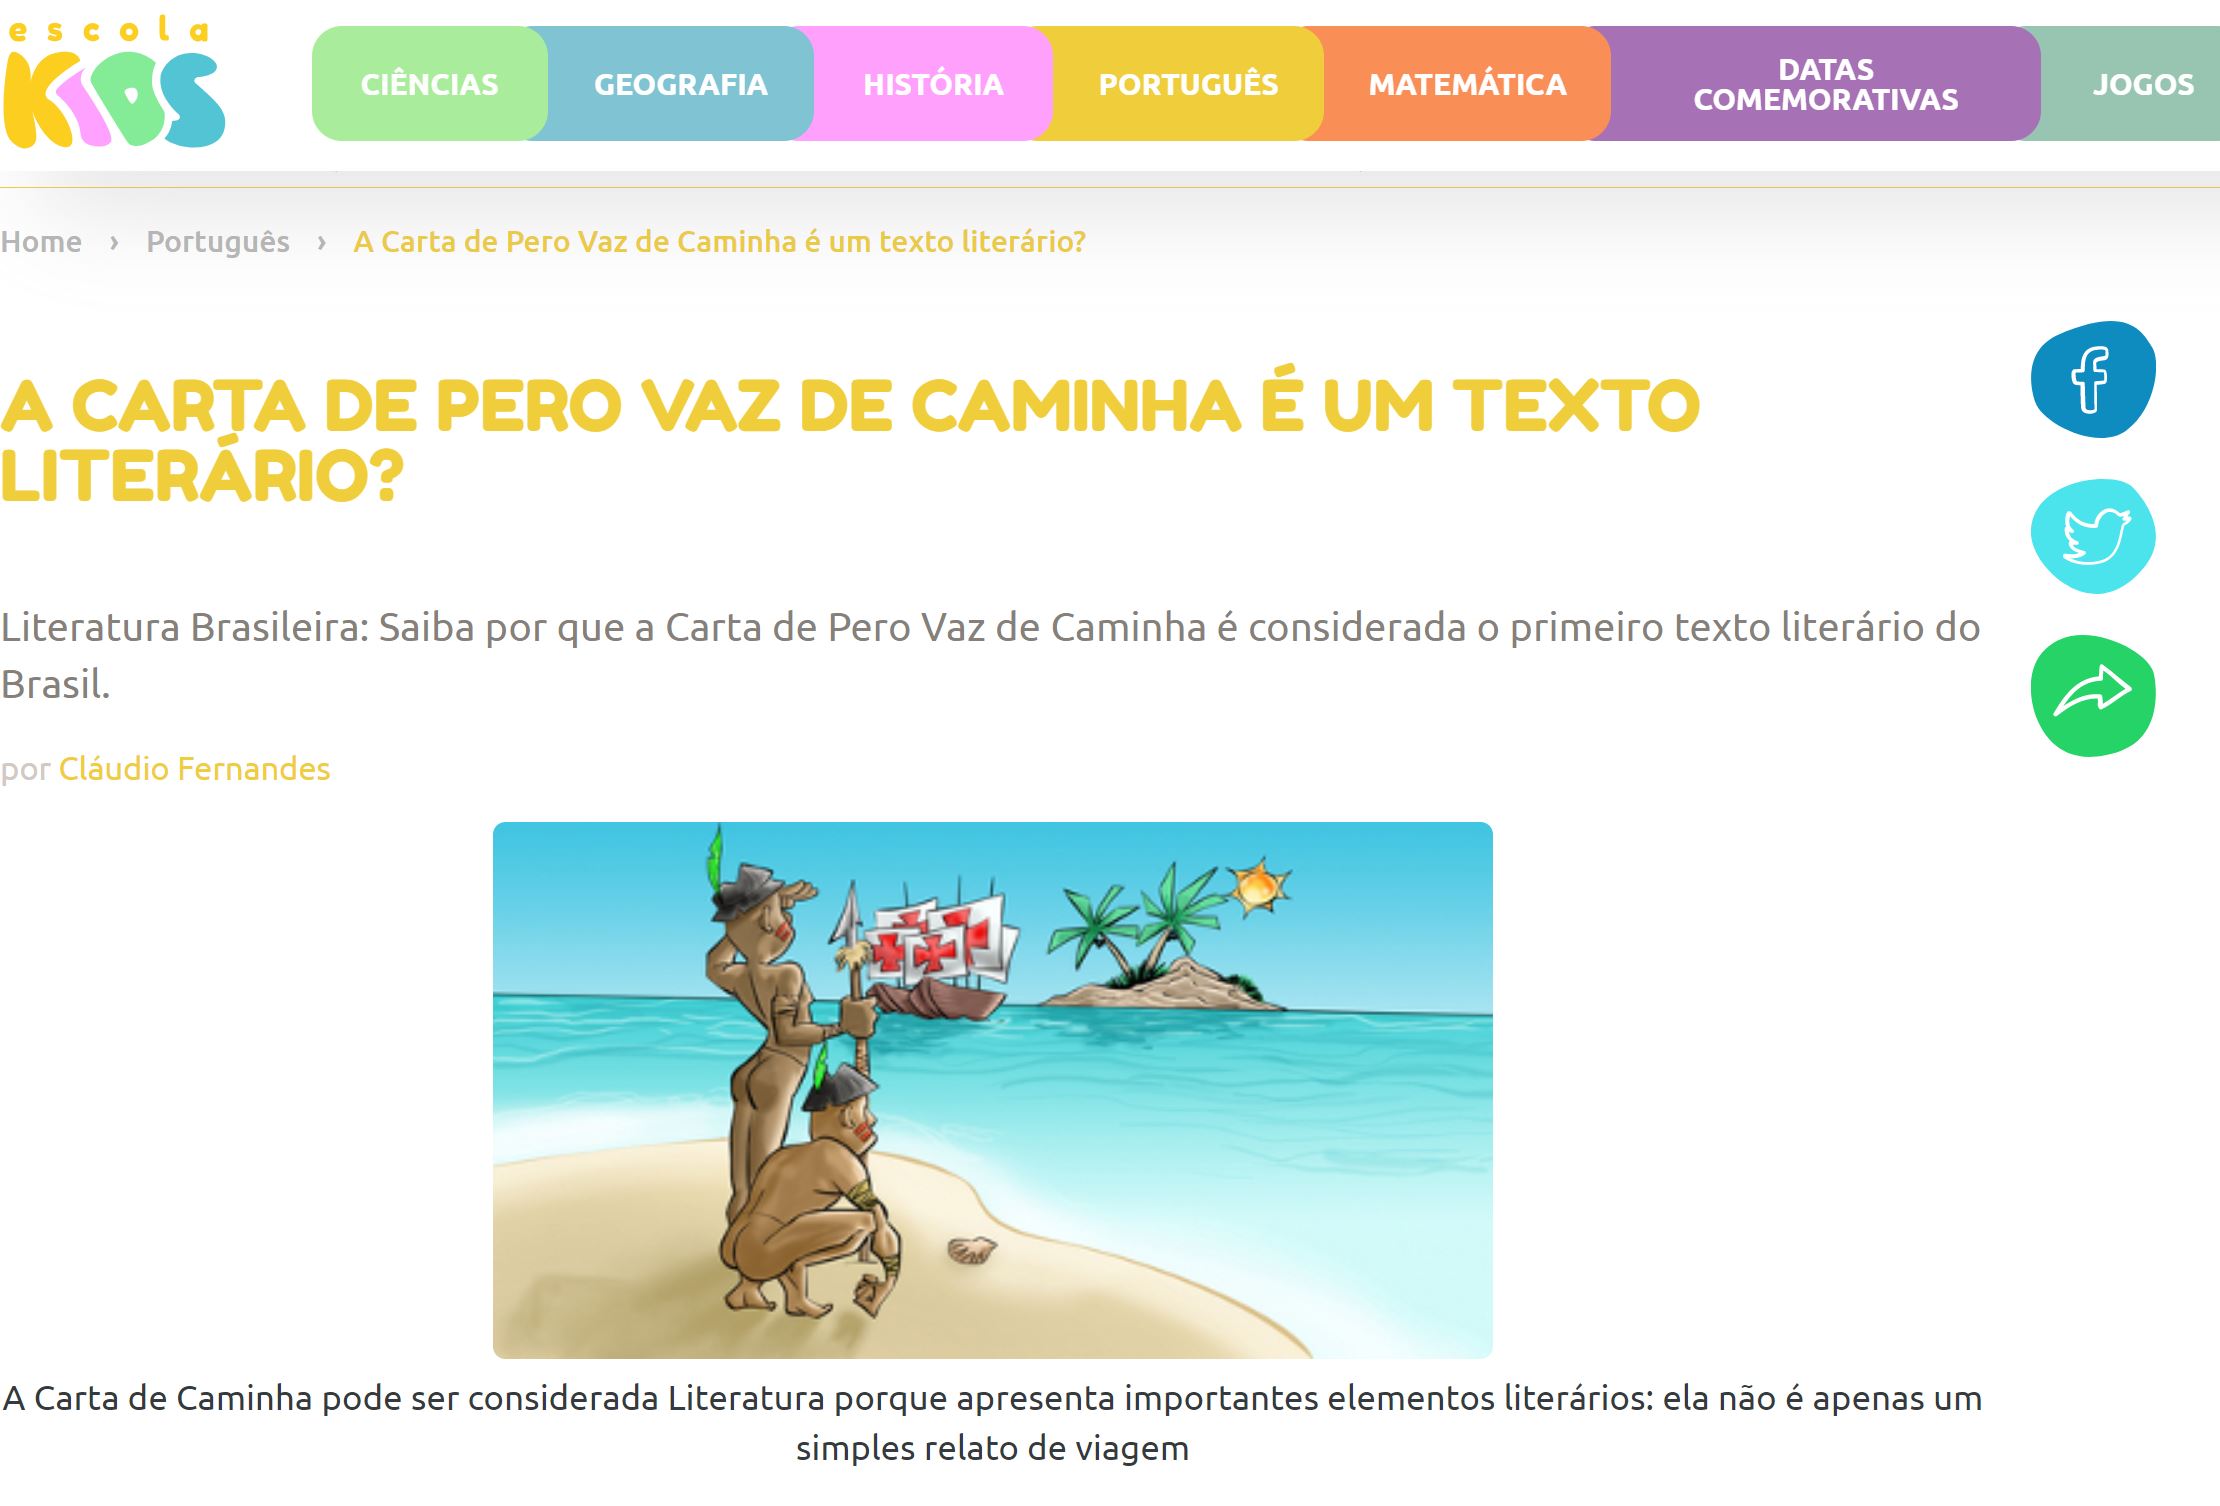 escola
KIDS
CIÊNCIAS
GEOGRAFIA
HISTÓRIA
PORTUGUÊS
MATEMÁTICA
DATAS
COMEMORATIVAS
JOGOS
Home › Português › A Carta de Pero Vaz de Caminha é um texto literário?
A CARTA DE PERO VAZ DE CAMINHA É UM TEXTO
LITERÁRIO?
Literatura Brasileira: Saiba por que a Carta de Pero Vaz de Caminha é considerada o primeiro texto literário do
Brasil.
por Cláudio Fernandes
A Carta de Caminha pode ser considerada Literatura porque apresenta importantes elementos literários: ela não é apenas um
simples relato de viagem